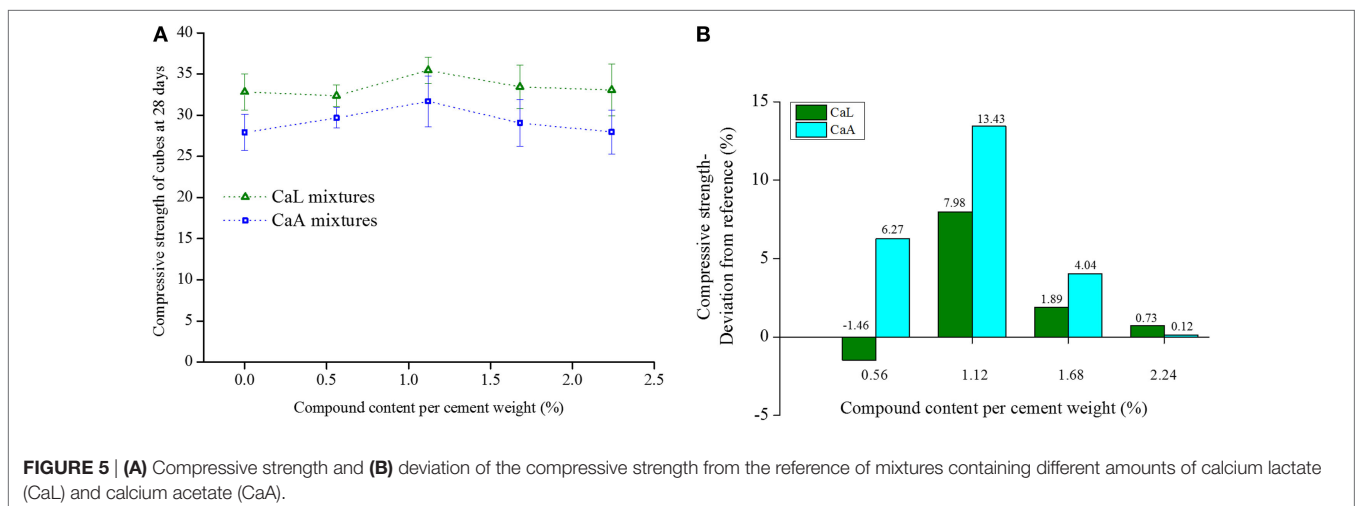 A
40
35
30
25
20
15
10
5
0
Compressive strength of cubes at 28 days
CaL mixtures
CaA mixtures
0.0 0.5 1.0 1.5 2.0 2.5
Compound content per cement weight (%)
B
15
10
5
0
-5
Compressive strength-
Deviation from reference (%)
CaL
CaA
-1.46
6.27
7.98
13.43
1.89
4.04
0.73
0.12
0.56 1.12 1.68 2.24
Compound content per cement weight (%)
FIGURE 5 | (A) Compressive strength and (B) deviation of the compressive strength from the reference of mixtures containing different amounts of calcium lactate
(CaL) and calcium acetate (CaA).